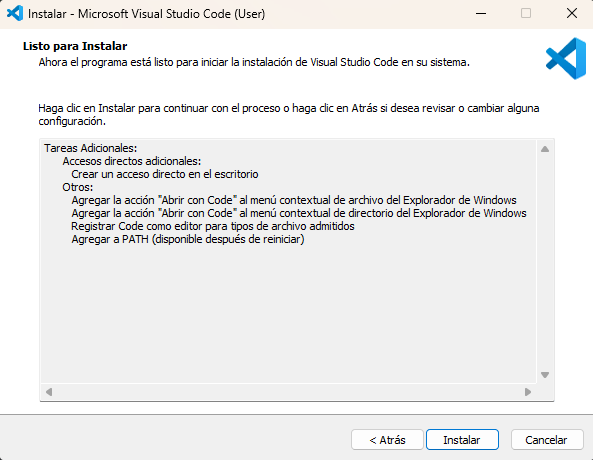 Instalar - Microsoft Visual Studio Code (User)
Listo para Instalar
Ahora el programa está listo para iniciar la instalación de Visual Studio Code en su sistema.
Haga clic en Instalar para continuar con el proceso o haga clic en Atrás si desea revisar o cambiar alguna
configuración.
Tareas Adicionales:
Accesos directos adicionales:
Crear un acceso directo en el escritorio
Otros:
Agregar la acción "Abrir con Code" al menú contextual de archivo del Explorador de Windows
Agregar la acción "Abrir con Code" al menú contextual de directorio del Explorador de Windows
Registrar Code como editor para tipos de archivo admitidos
Agregar a PATH (disponible después de reiniciar)
< Atrás Instalar Cancelar